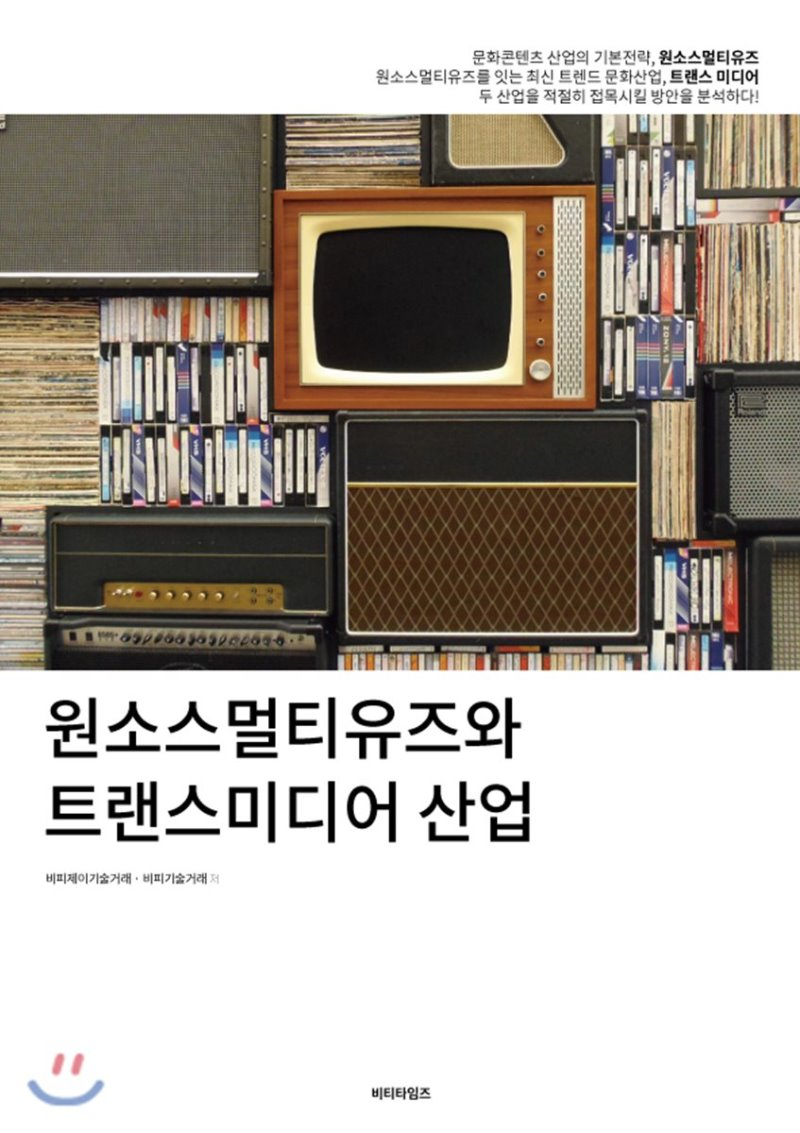 문화콘텐츠 산업의 기본전략, 원소스멀티유즈
원소스멀티유즈를 잇는 최신 트렌드 문화산업, 트랜스 미디어
두 산업을 적절히 접목시킬 방안을 분석하다!
원소스멀티유즈와
트랜스미디어 산업
비피제이기술거래 · 비피기술거래 저
비티타임즈